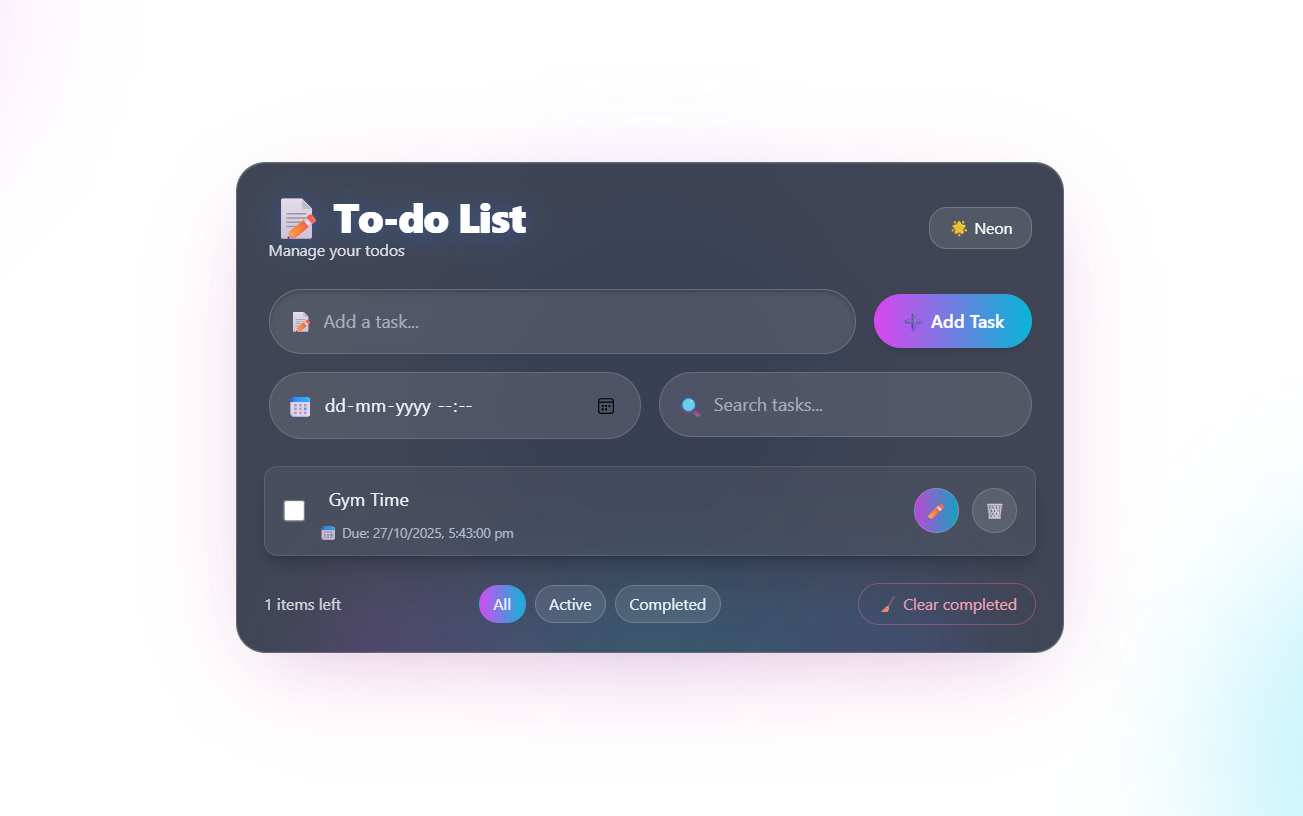 To-do List
Manage your todos
Neon
Add a task...
Add Task
dd-mm-yyyy --:--
Search tasks...
Gym Time
Due: 27/10/2025, 5:43:00 pm
1 items left
All
Active
Completed
Clear completed